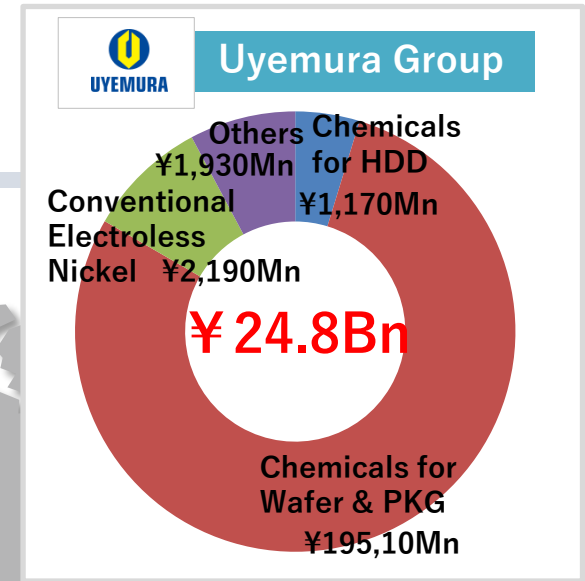 UYEMURA
Uyemura Group
Others
¥1,930Mn
Chemicals
for HDD
¥1,170Mn
Conventional
Electroless
Nickel ¥2,190Mn
¥24.8Bn
Chemicals for
Wafer & PKG
¥195,10Mn